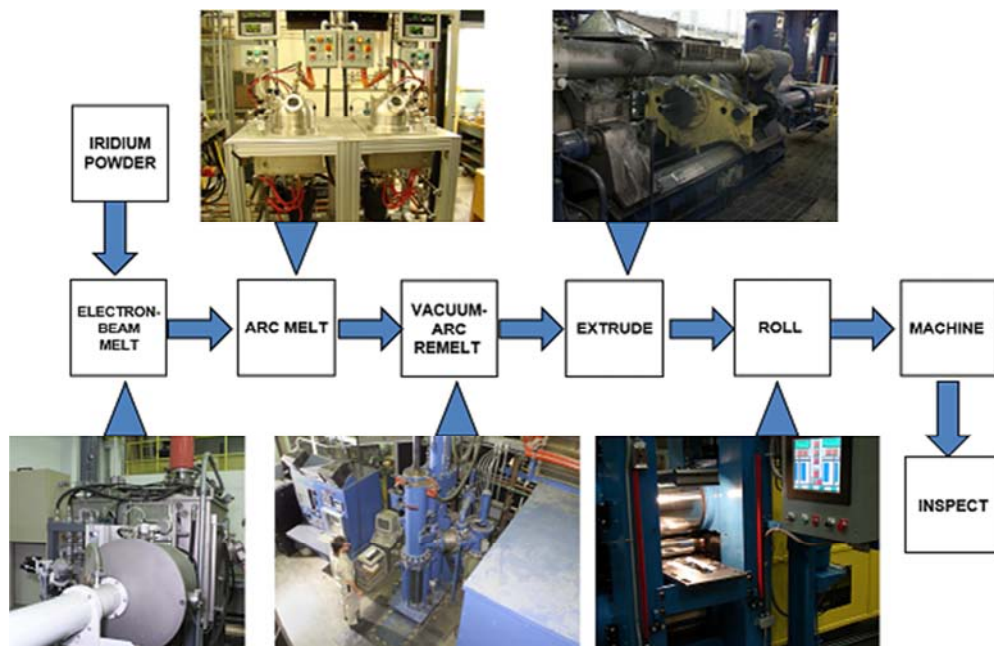 IRIDIUM
POWDER
ELECTRON-
BEAM
MELT
ARC MELT
VACUUM-
ARC
REMELT
EXTRUDE
ROLL
MACHINE
INSPECT